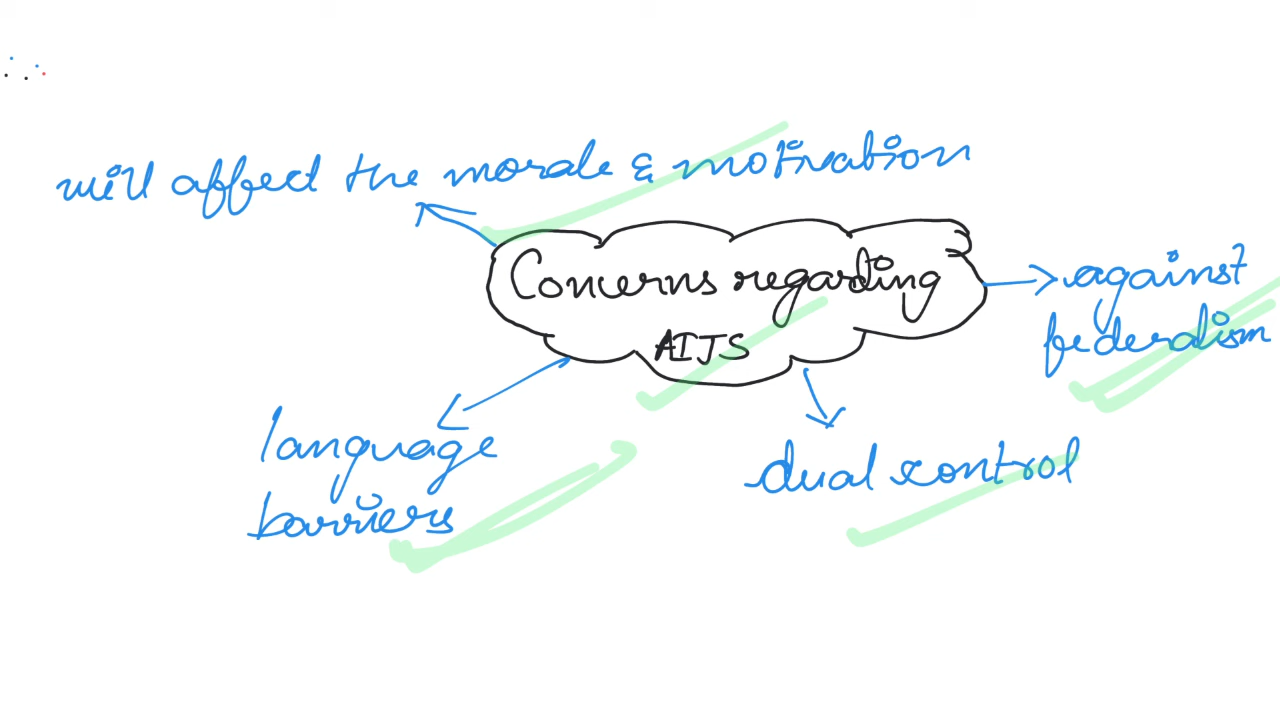 will affect the morale & motivation
Concerns regarding
AIJS
against
federalism
language
barriers
dual control